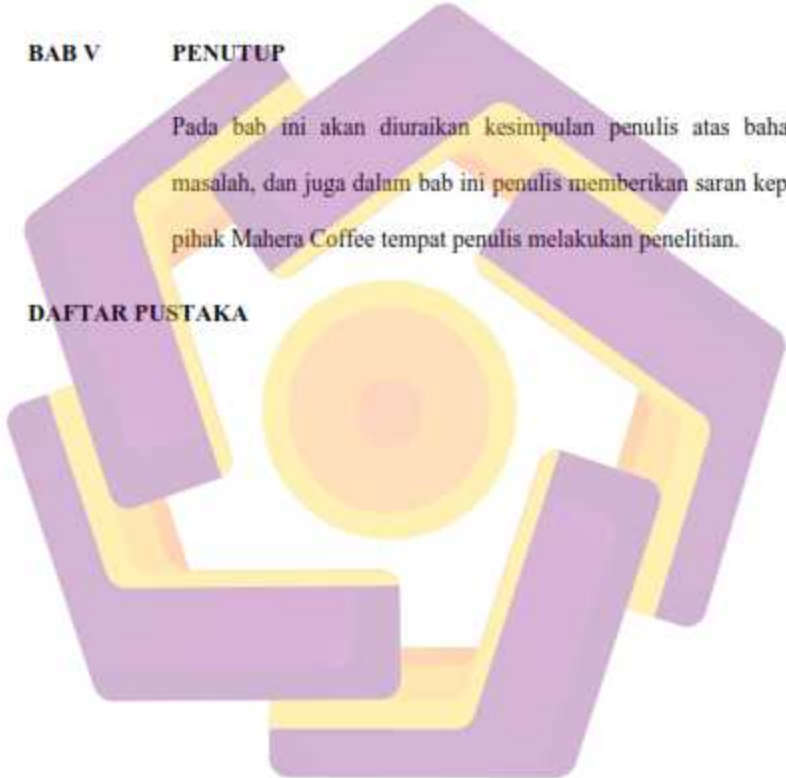 BAB V PENUTUP
Pada bab ini akan diuraikan kesimpulan penulis atas
masalah, dan juga dalam bab ini penulis memberikan saran
pihak Mahera Coffee tempat penulis melakukan penelitian.
DAFTAR PUSTAKA